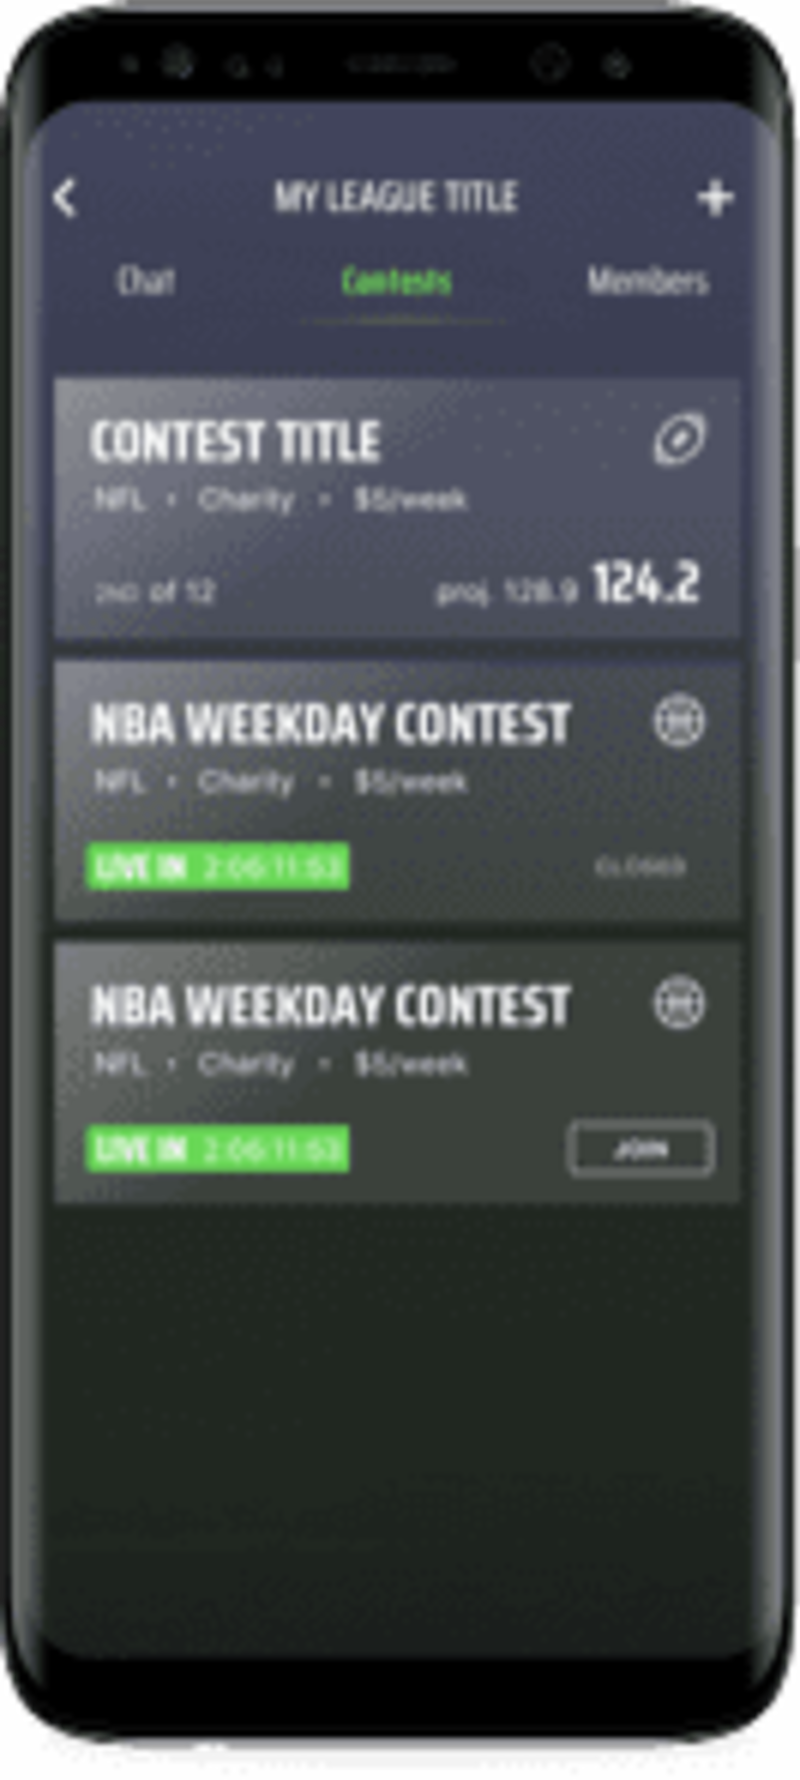 MY LEAGUE TITLE
Chat Contests Members
CONTEST TITLE
NFL • Charity • $5/week
2ND of 12 proj. 128.9 124.2
NBA WEEKDAY CONTEST
NFL • Charity • $5/week
LIVE IN 2:06:11:53 CLOSED
NBA WEEKDAY CONTEST
NFL • Charity • $5/week
LIVE IN 2:06:11:53 JOIN